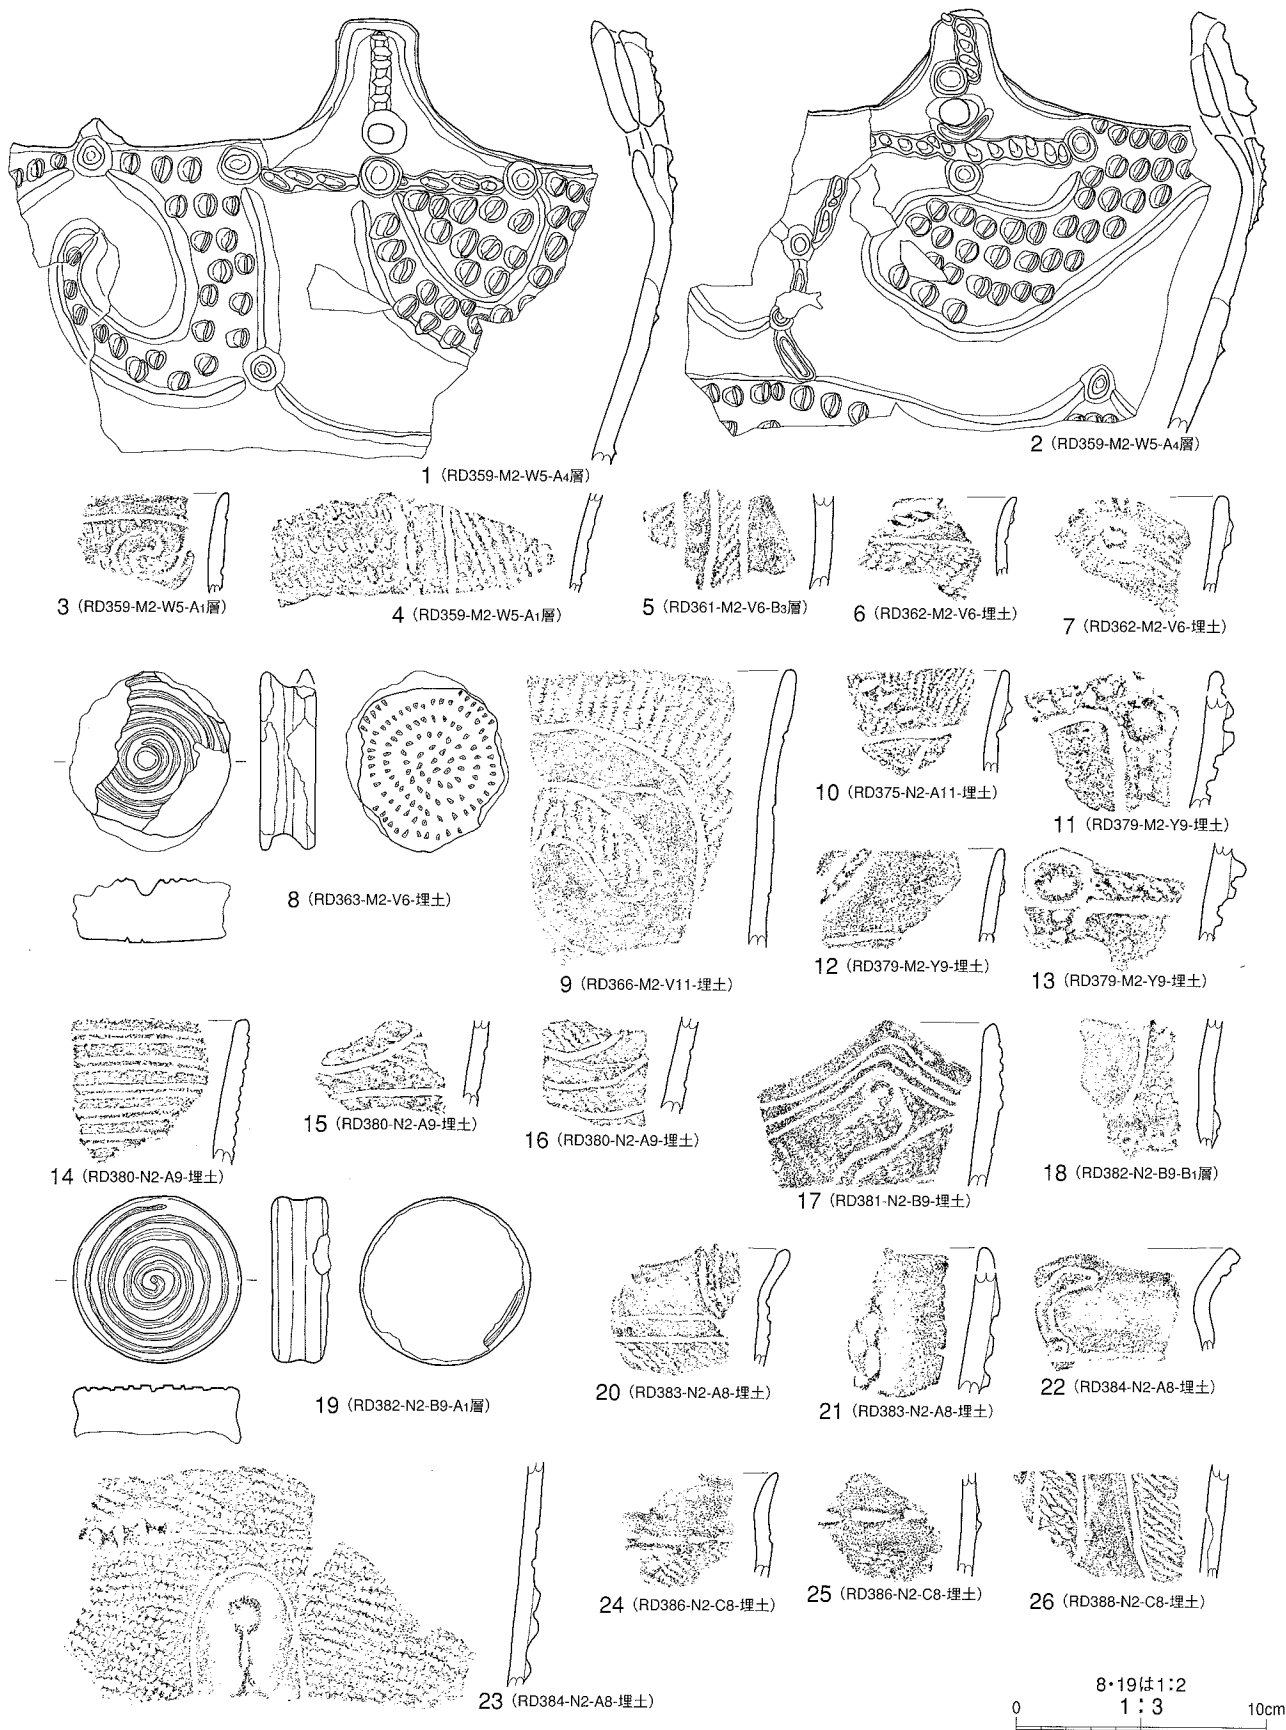 1 (RD359-M2-W5-A4層)
2 (RD359-M2-W5-A4層)
3 (RD359-M2-W5-A1層)
4 (RD359-M2-W5-A1層)
5 (RD361-M2-V6-B3層)
6 (RD362-M2-V6-埋土)
7 (RD362-M2-V6-埋土)
8 (RD363-M2-V6-埋土)
9 (RD366-M2-V11-埋土)
10 (RD375-N2-A11-埋土)
11 (RD379-M2-Y9-埋土)
12 (RD379-M2-Y9-埋土)
13 (RD379-M2-Y9-埋土)
14 (RD380-N2-A9-埋土)
15 (RD380-N2-A9-埋土)
16 (RD380-N2-A9-埋土)
17 (RD381-N2-B9-埋土)
18 (RD382-N2-B9-B1層)
19 (RD382-N2-B9-A1層)
20 (RD383-N2-A8-埋土)
21 (RD383-N2-A8-埋土)
22 (RD384-N2-A8-埋土)
23 (RD384-N2-A8-埋土)
24 (RD386-N2-C8-埋土)
25 (RD386-N2-C8-埋土)
26 (RD388-N2-C8-埋土)
8・19は1：2
0 1：3 10cm